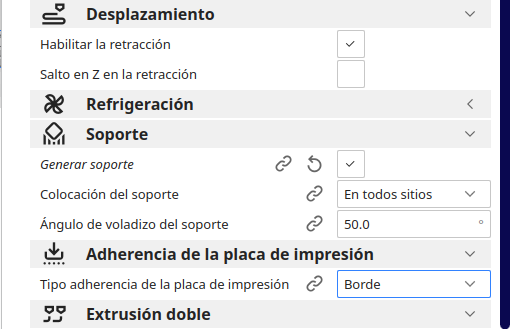 Desplazamiento
Habilitar la retracción
Salto en Z en la retracción
Refrigeración
Soporte
Generar soporte
Colocación del soporte En todos sitios
Ángulo de voladizo del soporte 50.0 °
Adherencia de la placa de impresión
Tipo adherencia de la placa de impresión Borde
Extrusión doble